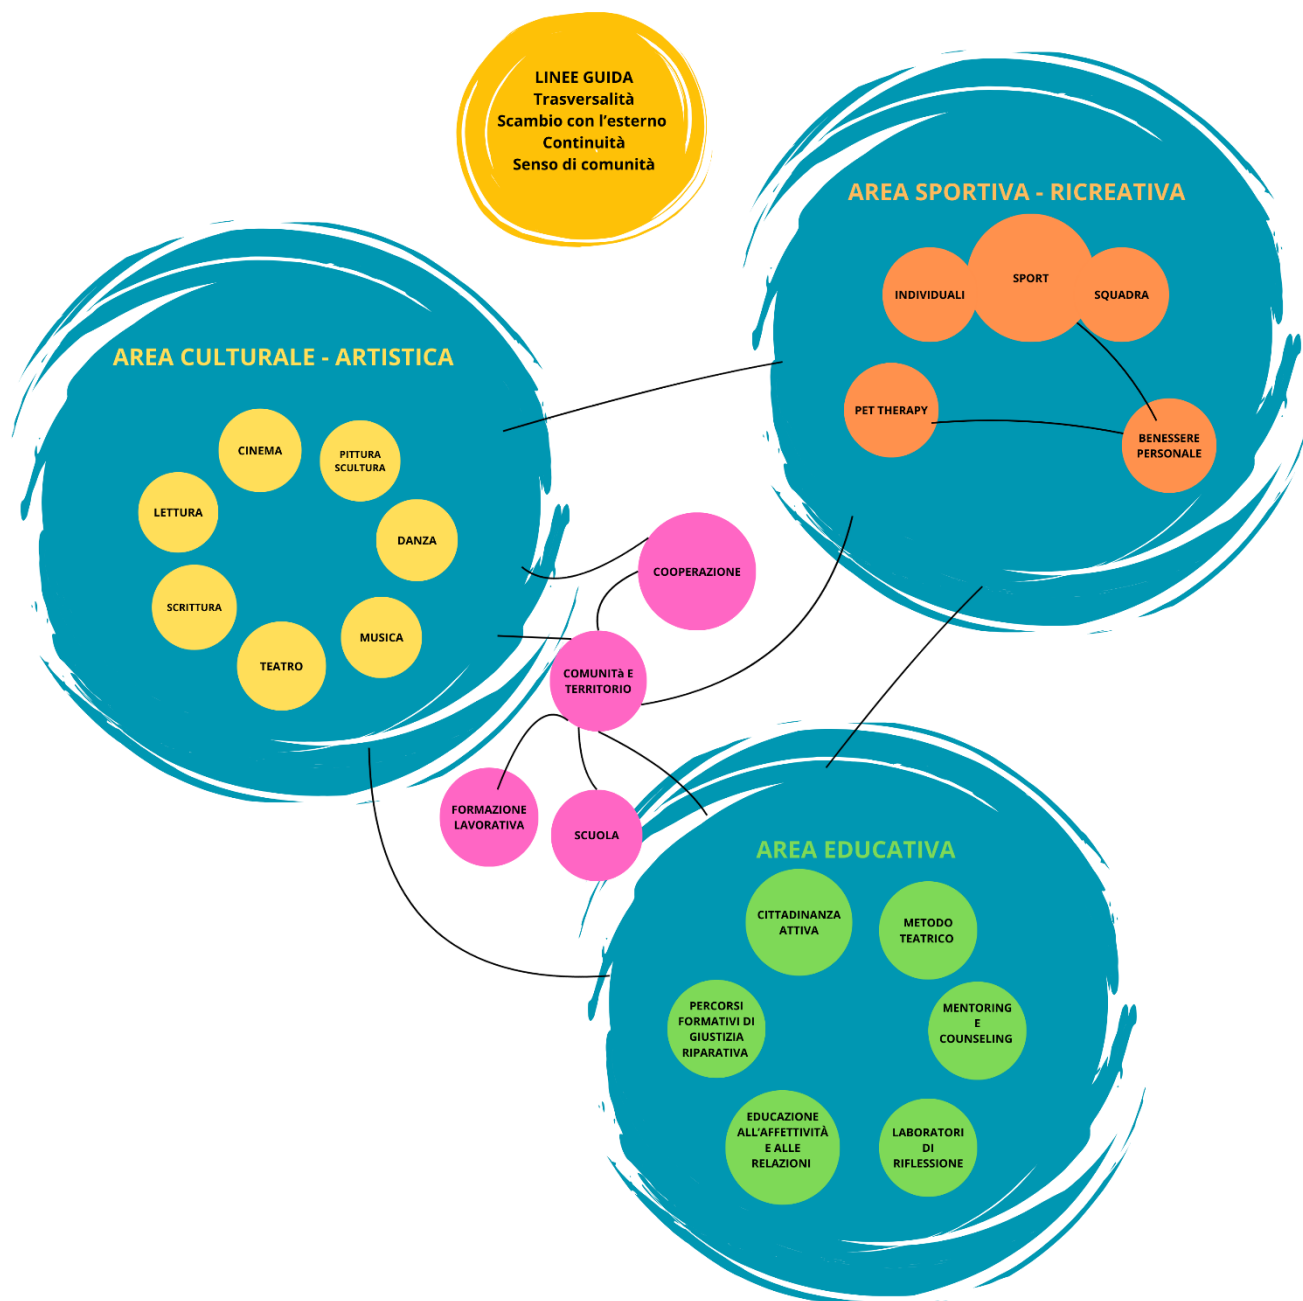 LINEE GUIDA
Trasversalità
Scambio con l'esterno
Continuità
Senso di comunità
AREA SPORTIVA - RICREATIVA
INDIVIDUALI
SPORT
SQUADRA
PET THERAPY
BENESSERE
PERSONALE
AREA CULTURALE - ARTISTICA
CINEMA
PITTURA
SCULTURA
LETTURA
DANZA
SCRITTURA
MUSICA
TEATRO
COOPERAZIONE
COMUNITà E
TERRITORIO
FORMAZIONE
LAVORATIVA
SCUOLA
AREA EDUCATIVA
CITTADINANZA
ATTIVA
METODO
TEATRICO
PERCORSI
FORMATIVI DI
GIUSTIZIA
RIPARATIVA
MENTORING
E
COUNSELING
EDUCAZIONE
ALL'AFFETTIVITÀ
E ALLE
RELAZIONI
LABORATORI
DI
RIFLESSIONE